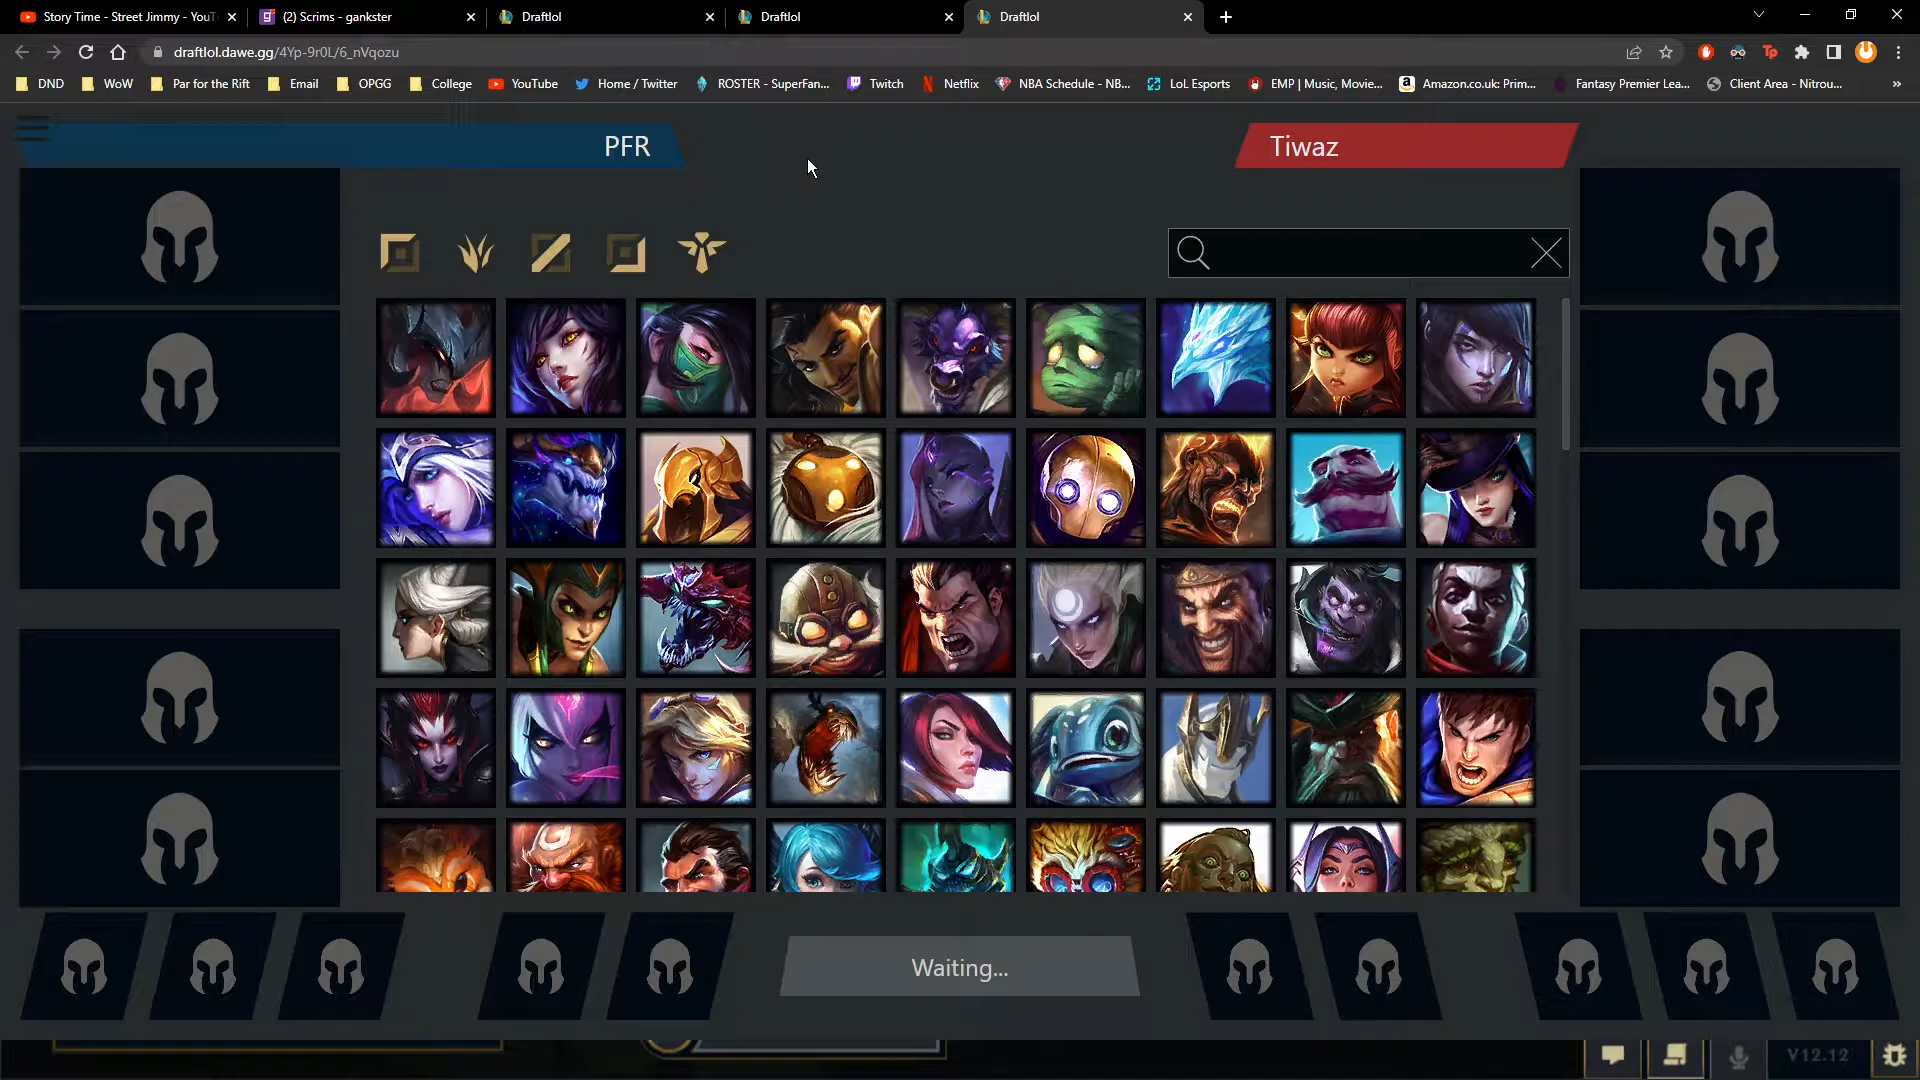 Story Time - Street Jimmy - YouT
(2) Scrims - gankster
Draftlol
Draftlol
Draftlol
draftlol.dawe.gg/4Yp-9r0L/6_nVqozu
DND
WoW
Par for the Rift
Email
OPGG
College
YouTube
Home / Twitter
ROSTER - SuperFan...
Twitch
Netflix
NBA Schedule - NB...
LoL Esports
EMP | Music, Movie...
Amazon.co.uk: Prim...
Fantasy Premier Lea...
Client Area - Nitrou...
PFR
Tiwaz
Waiting...
V12.12